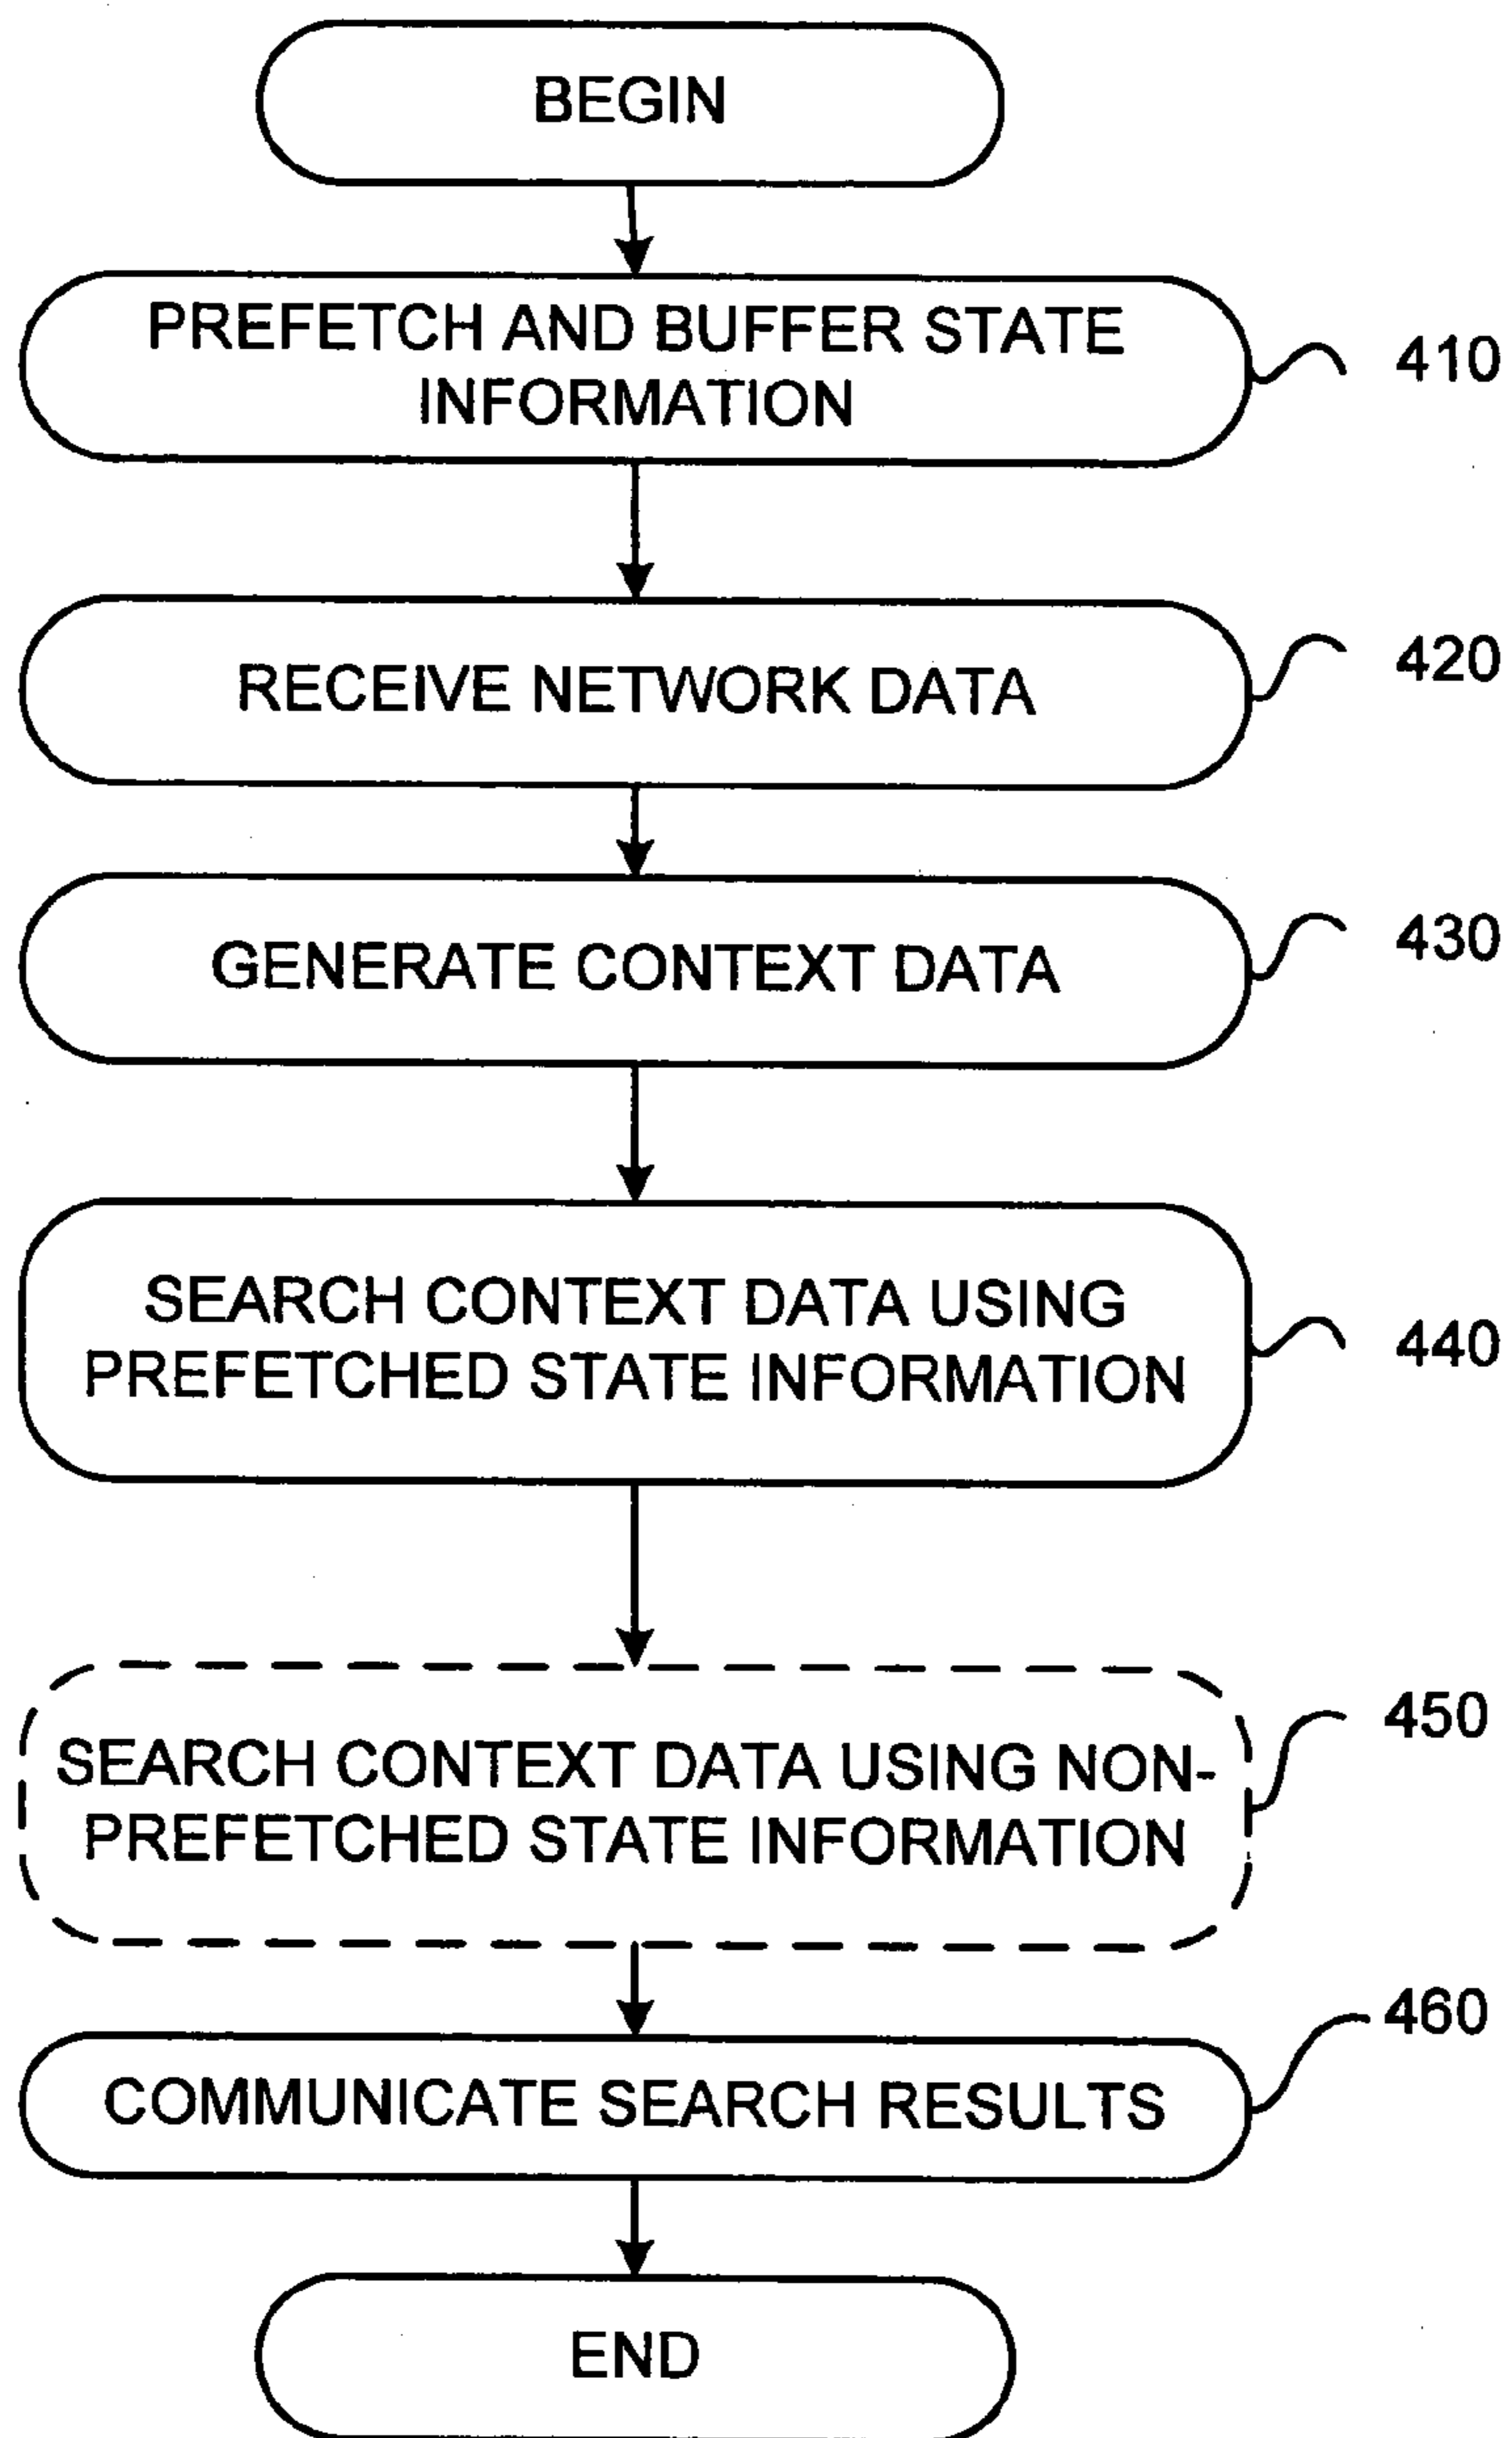 BEGIN
PREFETCH AND BUFFER STATE
INFORMATION
410
RECEIVE NETWORK DATA
420
GENERATE CONTEXT DATA
430
SEARCH CONTEXT DATA USING
PREFETCHED STATE INFORMATION
440
SEARCH CONTEXT DATA USING NON-
PREFETCHED STATE INFORMATION
450
COMMUNICATE SEARCH RESULTS
460
END